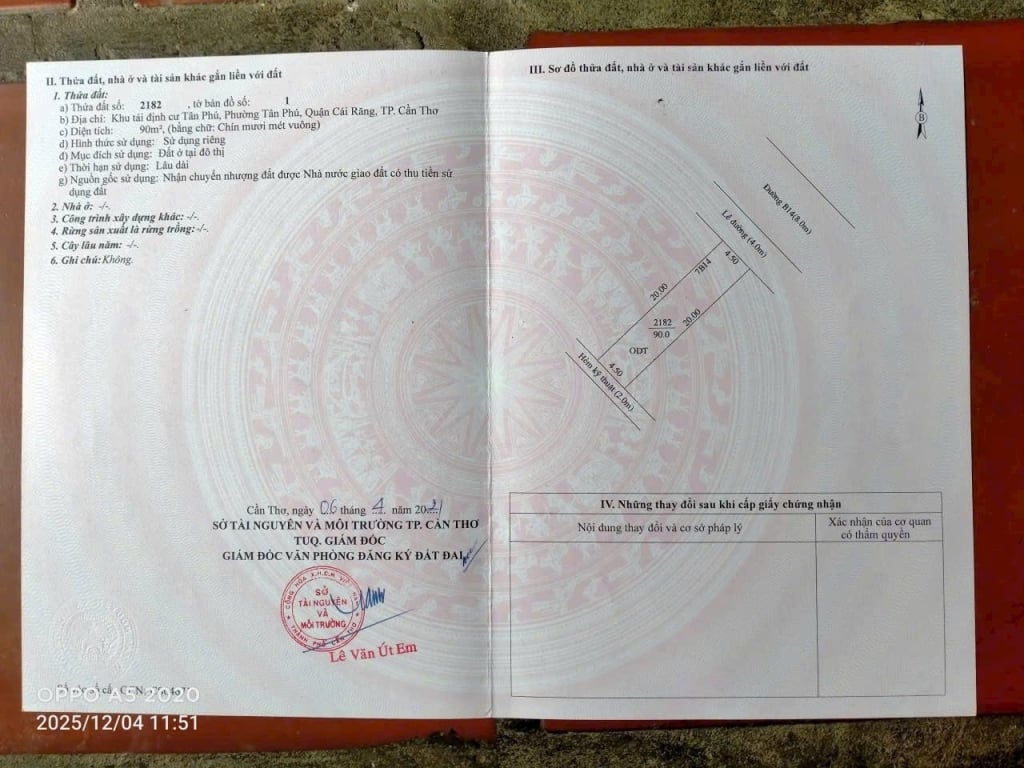 II. Thửa đất, nhà ở và tài sản khác gắn liền với đất
1. Thửa đất:
a) Thửa đất số: 2182 , tờ bản đồ số: 1
b) Địa chỉ: Khu tái định cư Tân Phú, Phường Tân Phú, Quận Cái Răng, TP. Cần Thơ
c) Diện tích: 90m², (bằng chữ: Chín mươi mét vuông)
d) Hình thức sử dụng: Sử dụng riêng
đ) Mục đích sử dụng: Đất ở tại đô thị
e) Thời hạn sử dụng: Lâu dài
g) Nguồn gốc sử dụng: Nhận chuyển nhượng đất được Nhà nước giao đất có thu tiền sử
dụng đất
2. Nhà ở: -/-.
3. Công trình xây dựng khác: -/-.
4. Rừng sản xuất là rừng trồng: -/-.
5. Cây lâu năm: -/-.
6. Ghi chú: Không.
Cần Thơ, ngày 06 tháng 4 năm 2021
SỞ TÀI NGUYÊN VÀ MÔI TRƯỜNG TP. CẦN THƠ
TUQ. GIÁM ĐỐC
GIÁM ĐỐC VĂN PHÒNG ĐĂNG KÝ ĐẤT ĐAI
CỘNG HÒA X.H.C.N VIỆT NAM
SỞ
TÀI NGUYÊN
VÀ
MÔI TRƯỜNG
THÀNH PHỐ CẦN THƠ
Lê Văn Út Em
OPPO A5 2020
2025/12/04 11:51
III. Sơ đồ thửa đất, nhà ở và tài sản khác gắn liền với đất
B
Đường B14(8.0m)
Lề đường (4.0m)
4.50
7B14
20.00
20.00
2182
90.0
ODT
4.50
Hẻm kỹ thuật (2.0m)
IV. Những thay đổi sau khi cấp giấy chứng nhận
Nội dung thay đổi và cơ sở pháp lý
Xác nhận của cơ quan
có thẩm quyền